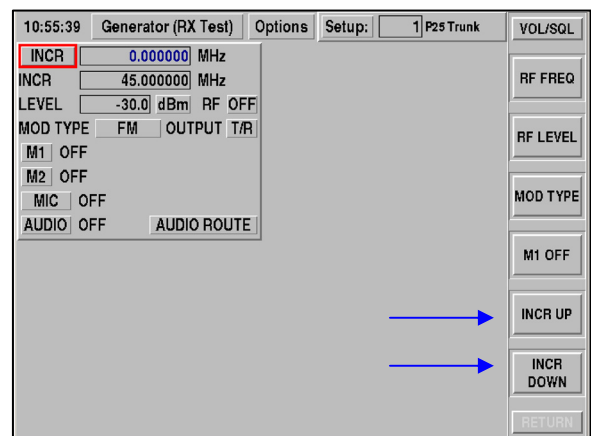 10:55:39 Generator (RX Test) Options Setup: 1 P25 Trunk
INCR 0.000000 MHz
INCR 45.000000 MHz
LEVEL -30.0 dBm RF OFF
MOD TYPE FM OUTPUT T/R
M1 OFF
M2 OFF
MIC OFF
AUDIO OFF AUDIO ROUTE
VOL/SQL
RF FREQ
RF LEVEL
MOD TYPE
M1 OFF
INCR UP
INCR
DOWN
RETURN